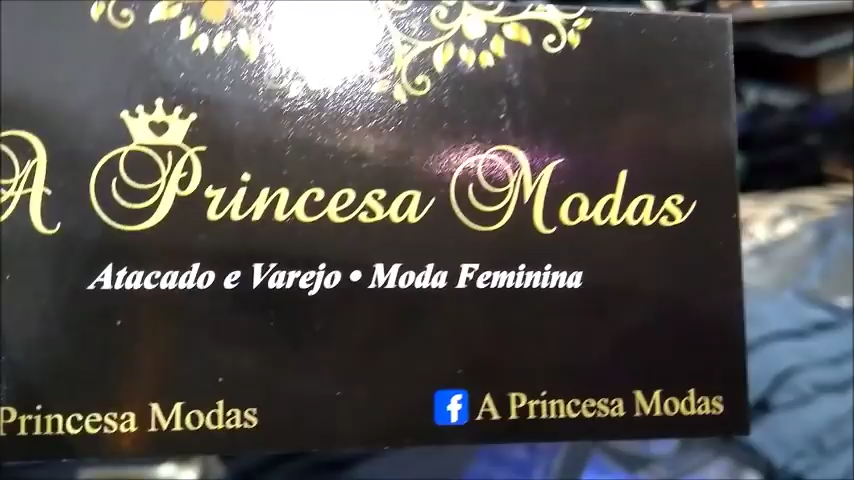 A Princesa Modas
Atacado e Varejo • Moda Feminina
Princesa Modas
A Princesa Modas